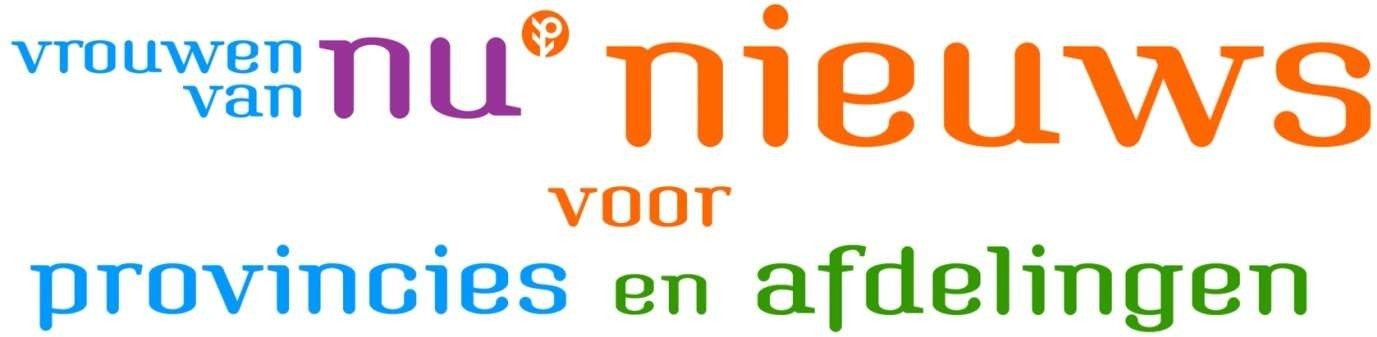 vrouwen van nu nieuws
voor
provincies en afdelingen